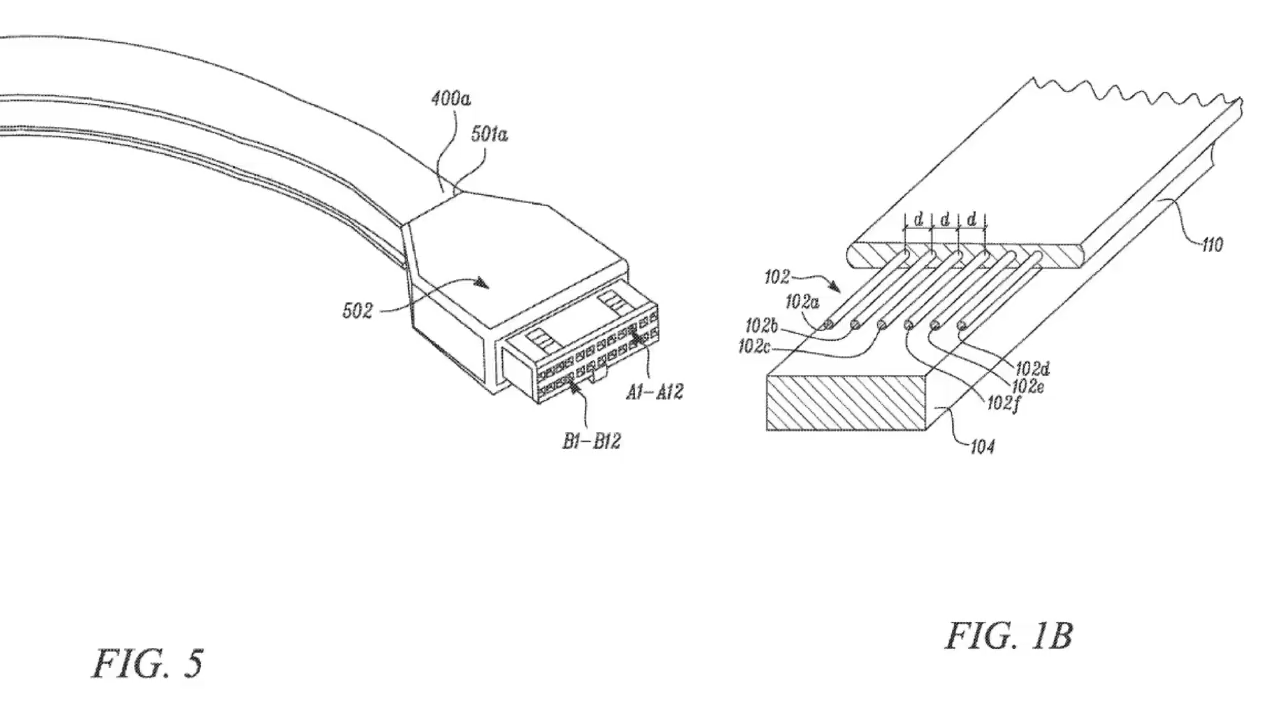 400a
501a
502
A1-A12
B1-B12
FIG. 5
d d d
110
102
102a
102b
102c
102d
102e
102f
104
FIG. 1B